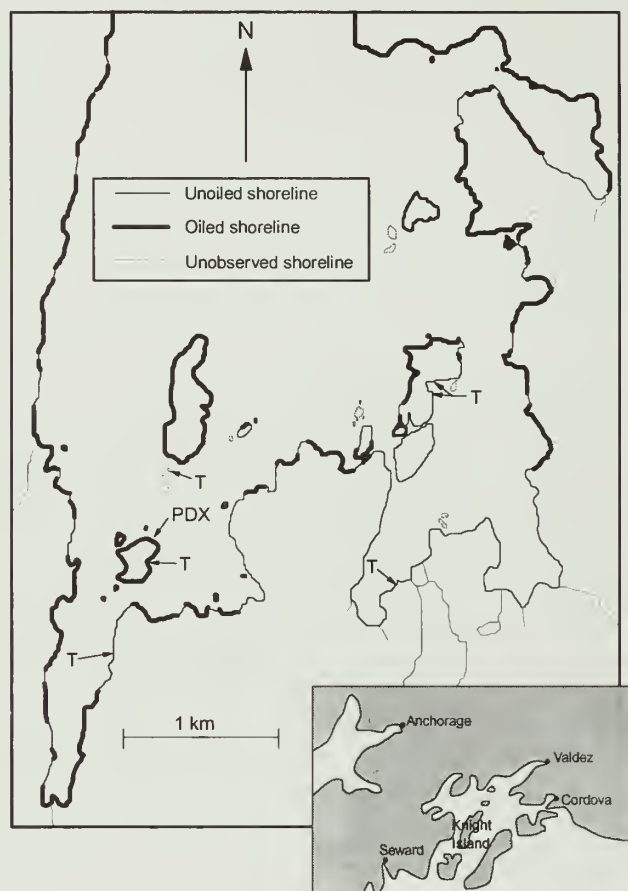 N
Unoiled shoreline
Oiled shoreline
Unobserved shoreline
T
T
PDX
T
T
T
1 km
Anchorage
Valdez
Cordova
Knight
Island
Seward